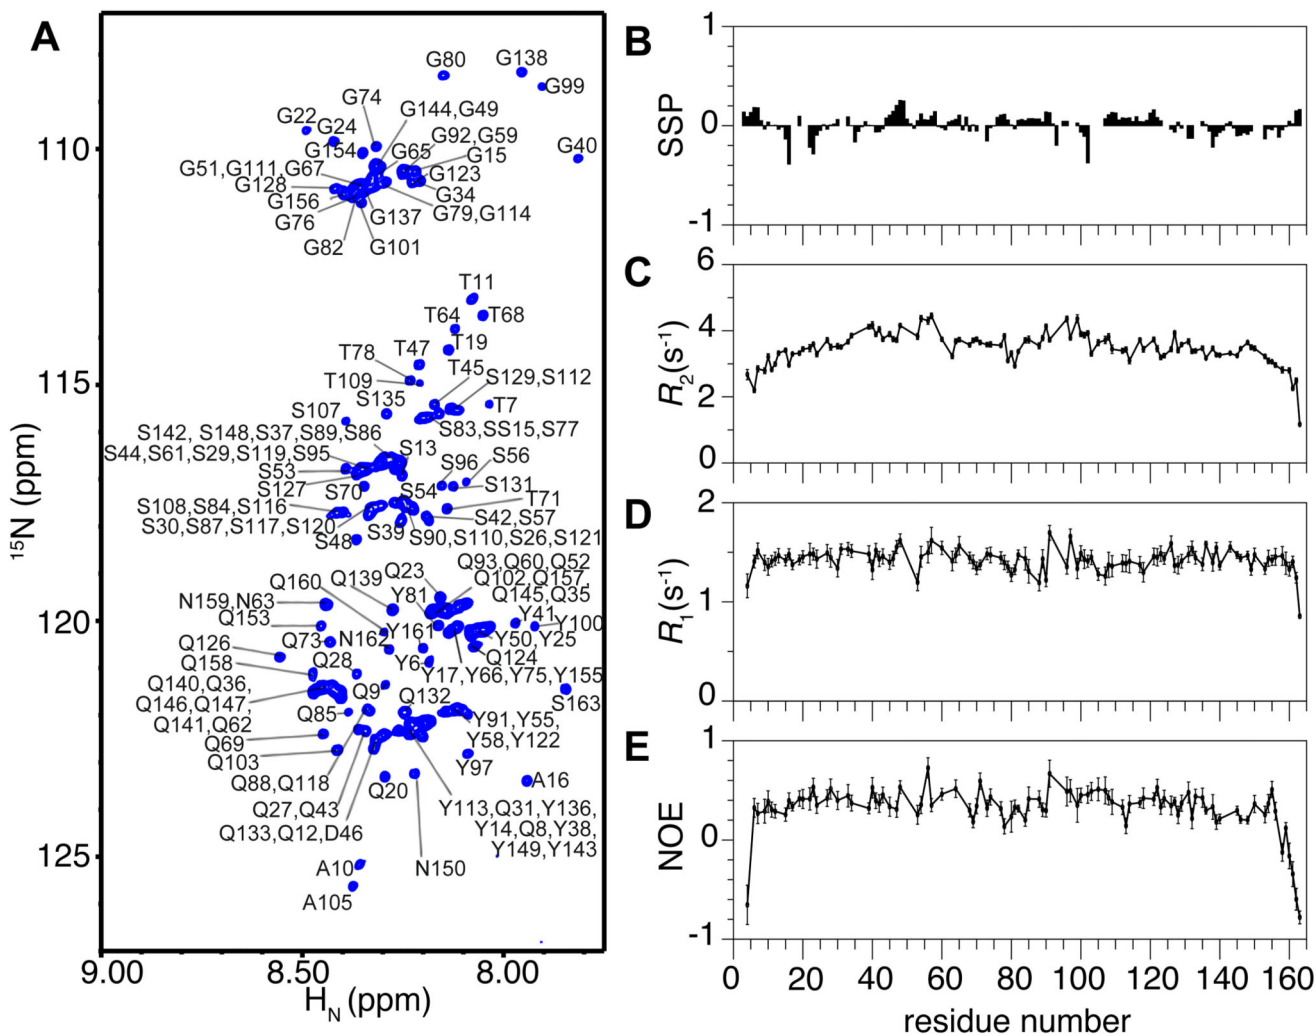 A
G80
G138
G99
G74
G144,G49
G22
G24
G92,G59
G40
G154
G65
G15
G51,G111,G67
G123
G128
G34
G156
G137
G79,G114
G76
G82
G101
T11
T64
T68
T19
T78
T47
T45
T109
S129,S112
S135
T7
S107
S83, SS15,S77
S142, S148,S37,S89,S86
S13
S44,S61,S29,S119,S95
S96
S56
S53
S127
S131
S70
S54
S108,S84,S116
T71
S30,S87,S117,S120
S42,S57
S39
S48
S90,S110,S26,S121
Q93,Q60,Q52
Q160
Q139
Q23
Q102,Q157,
N159,N63
Y81
Q145,Q35
Q153
Y41
Y100
Q126
Q73
N162
Y161
Y50,Y25
Q28
Y6
Q124
Q158
Y17,Y66,Y75,Y155
Q140,Q36,
Q9
Q132
S163
Q146,Q147,
Q141,Q62
Q85
Y91,Y55,
Q69
Y58,Y122
Q103
Y97
Q88,Q118
Q20
A16
Q27,Q43
Y113,Q31,Y136,
Q133,Q12,D46
Y14,Q8,Y38,
Y149,Y143
A10
N150
A105
110
115
120
125
15N (ppm)
9.00
8.50
8.00
HN (ppm)
B
1
0
-1
SSP
C
6
4
2
0
R2(s-1)
D
2
1
0
R1(s-1)
E
1
0
-1
NOE
0
20
40
60
80
100
120
140
160
residue number